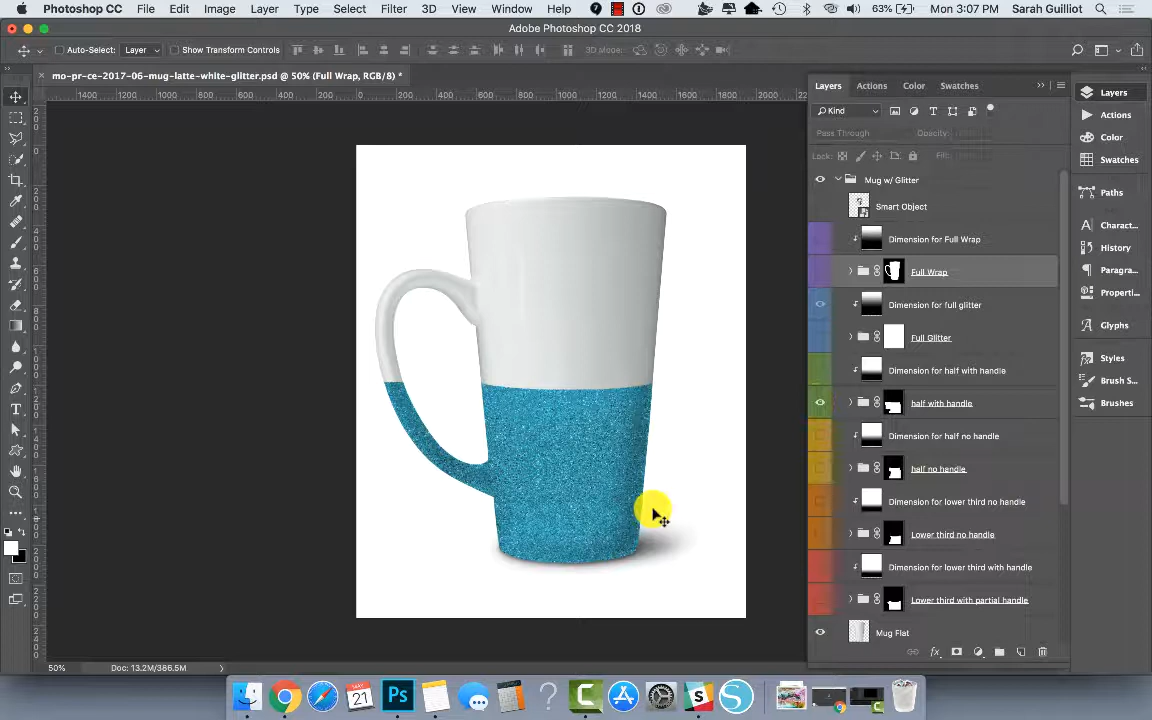 Photoshop CC File Edit Image Layer Type Select Filter 3D View Window Help 63% Mon 3:07 PM Sarah Guilliot
Adobe Photoshop CC 2018
Auto-Select: Layer Show Transform Controls 3D Mode:
mo-pr-ce-2017-06-mug-latte-white-glitter.psd @ 50% (Full Wrap, RGB/8) *
1400 1200 1000 800 600 400 200 0 200 400 600 800 1000 1200 1400 1600 1800 2000 2200
Layers Actions Color Swatches
Kind
Pass Through Opacity:
Lock: Fill:
Mug w/ Glitter
Smart Object
Dimension for Full Wrap
Full Wrap
Dimension for full glitter
Full Glitter
Dimension for half with handle
half with handle
Dimension for half no handle
half no handle
Dimension for lower third no handle
Lower third no handle
Dimension for lower third with handle
Lower third with partial handle
Mug Flat
Layers
Actions
Color
Swatches
Paths
Charact...
History
Paragra...
Properti...
Glyphs
Styles
Brush S...
Brushes
50% Doc: 13.2M/386.5M
MAY
21
Ps